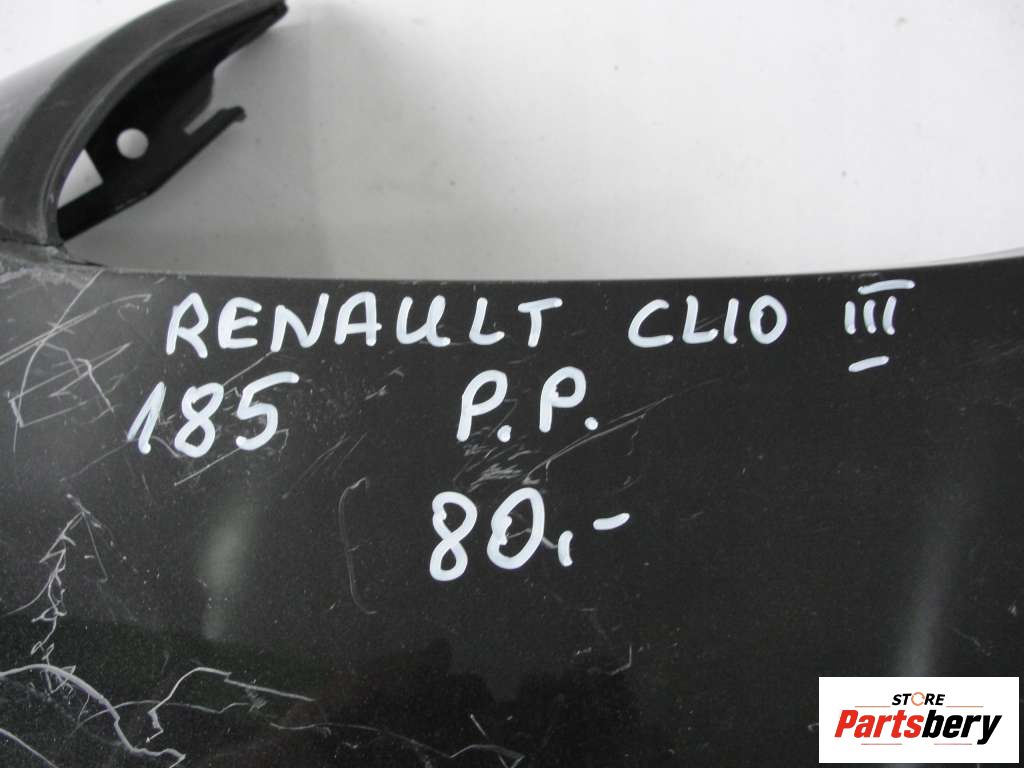 RENAULT CLIO III
185 P.P.
80,-
STORE
Partsbery